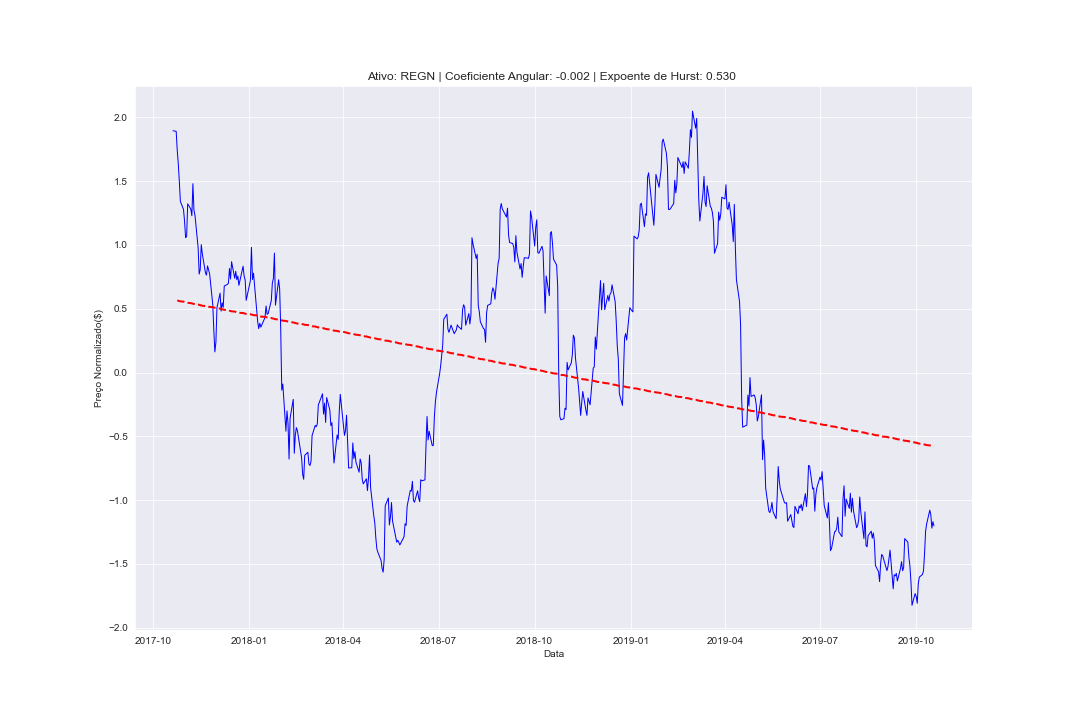 Ativo: REGN | Coeficiente Angular: -0.002 | Expoente de Hurst: 0.530
2.0
1.5
1.0
0.5
0.0
−0.5
−1.0
−1.5
−2.0
Preço Normalizado($)
2017-10 2018-01 2018-04 2018-07 2018-10 2019-01 2019-04 2019-07 2019-10
Data